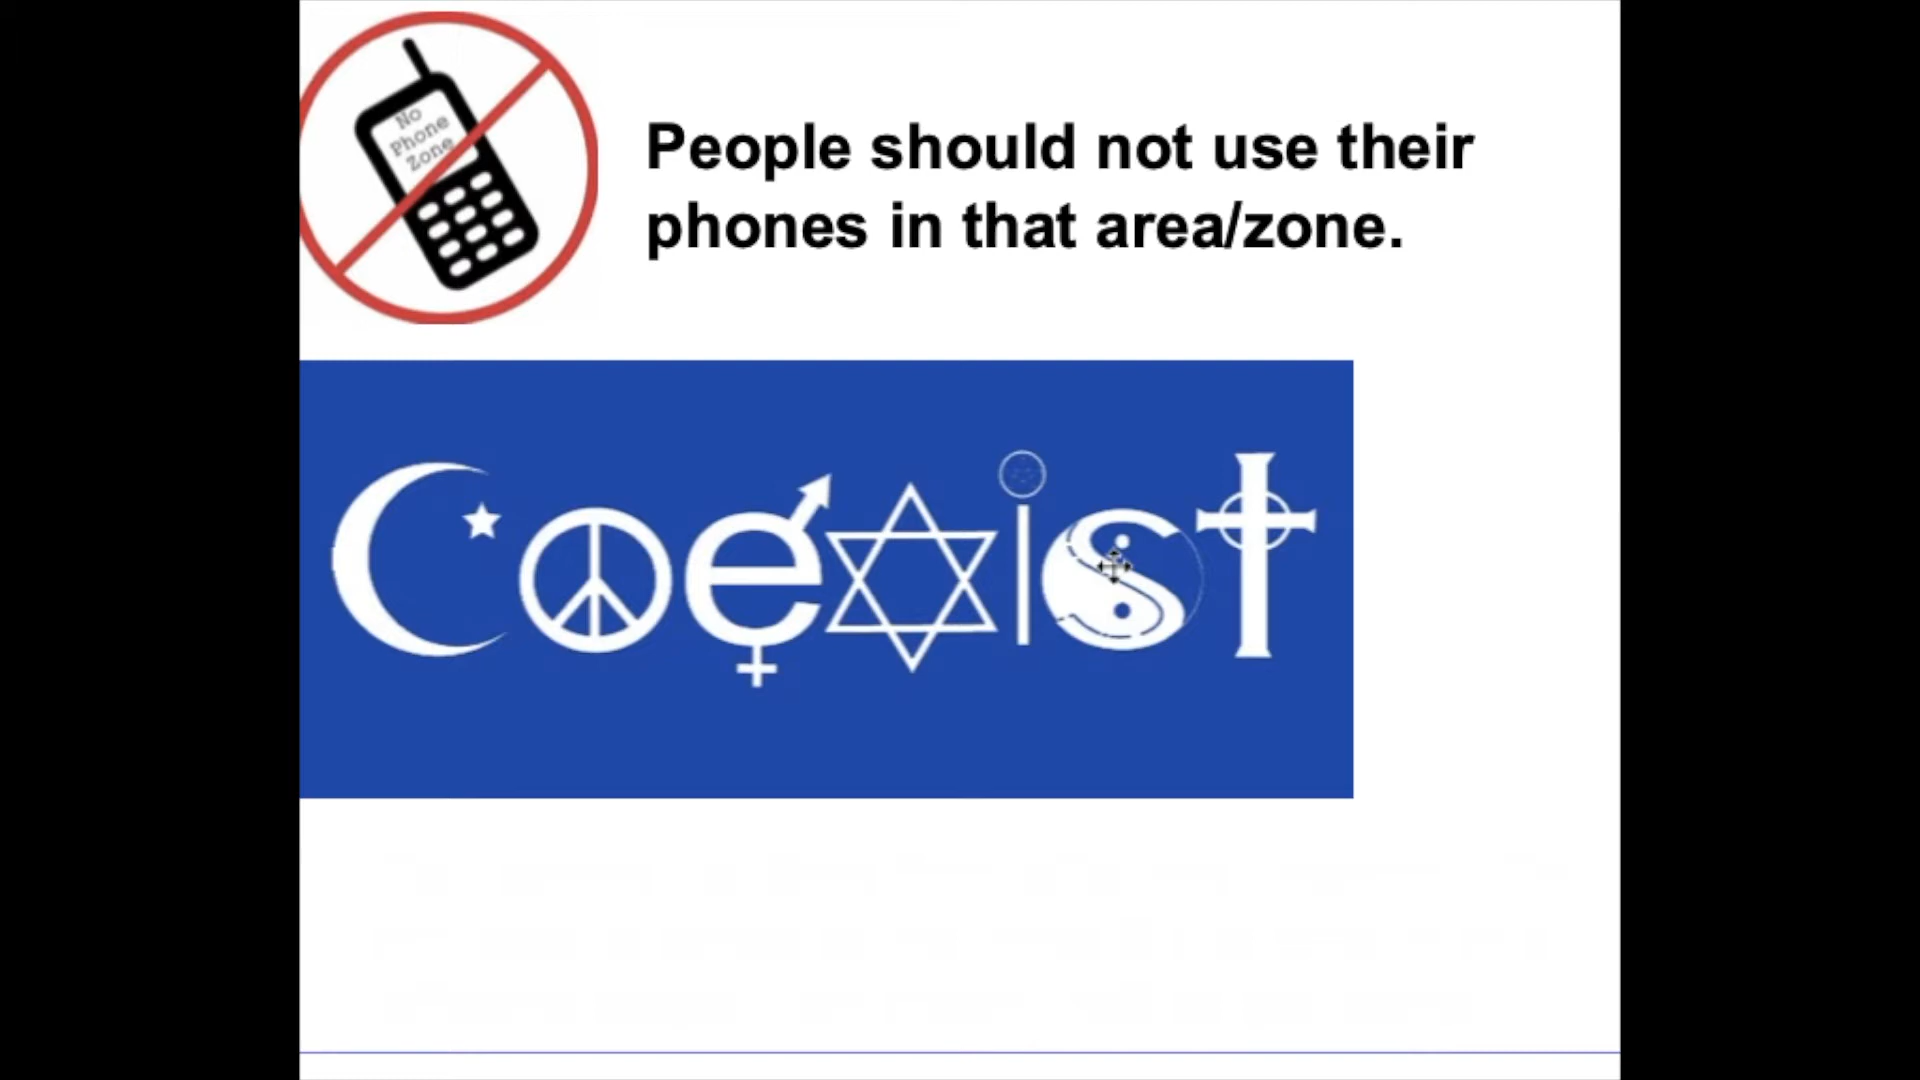 No
Phone
Zone
People should not use their
phones in that area/zone.
Coexist